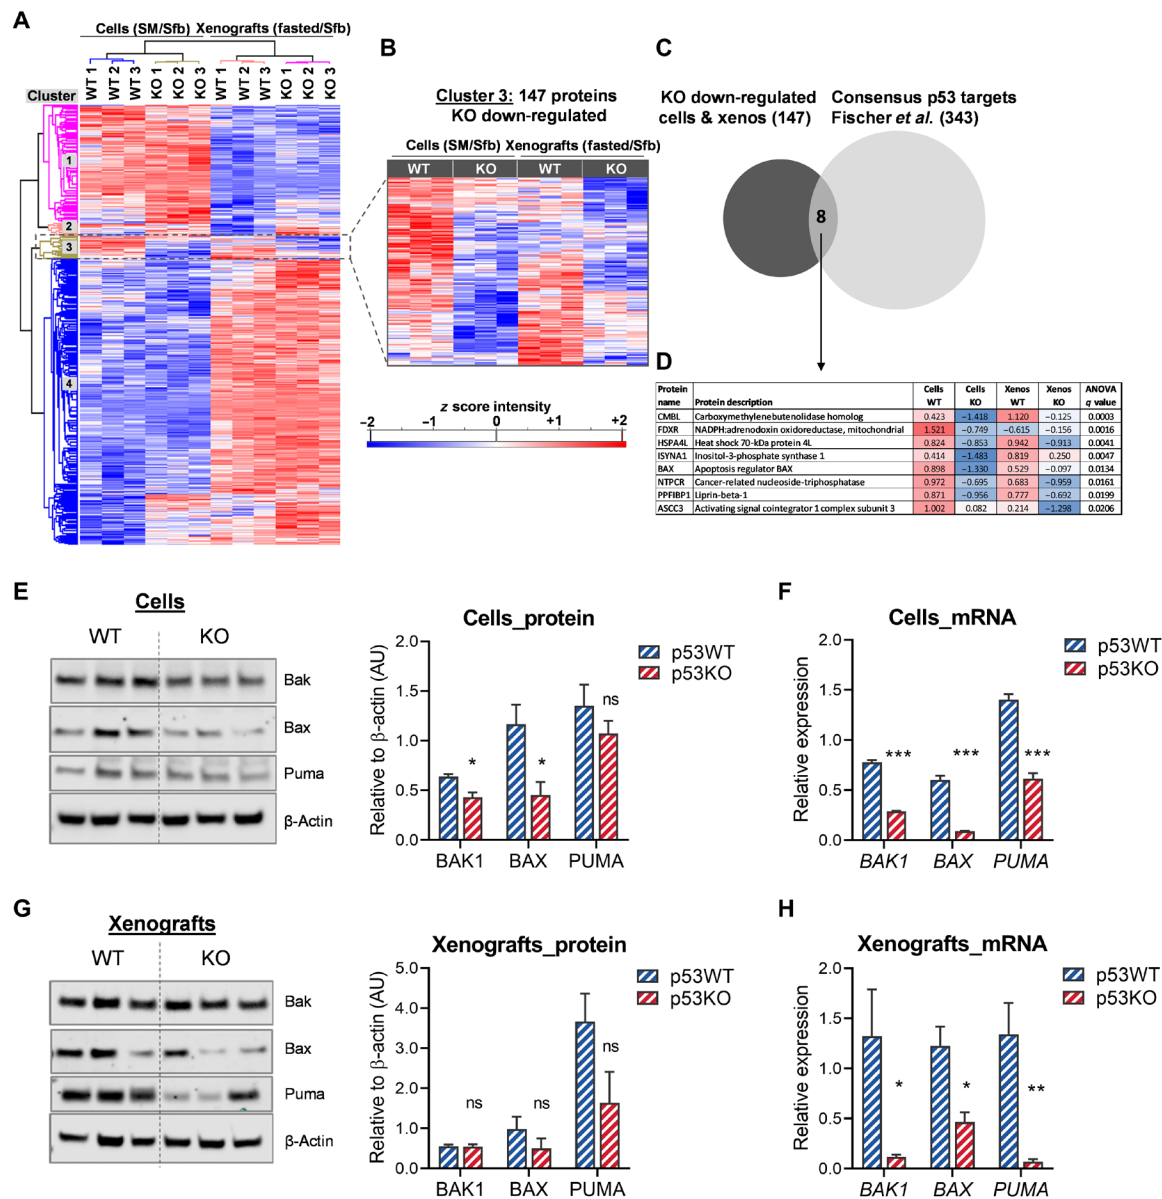 A
Cells (SM/Sfb) Xenografts (fasted/Sfb)
WT 1 WT 2 WT 3 KO 1 KO 2 KO 3 WT 1 WT 2 WT 3 KO 1 KO 2 KO 3
Cluster
1
2
3
4
B
Cluster 3: 147 proteins
KO down-regulated
Cells (SM/Sfb) Xenografts (fasted/Sfb)
WT KO WT KO
z score intensity
−2 −1 0 +1 +2
C
KO down-regulated
cells & xenos (147)
Consensus p53 targets
Fischer et al. (343)
8
D
Protein name Protein description Cells WT Cells KO Xenos WT Xenos KO ANOVA q value
CMBL Carboxymethylenebutenolidase homolog 0.423 −1.418 1.120 −0.125 0.0003
FDXR NADPH:adrenodoxin oxidoreductase, mitochondrial 1.521 −0.749 −0.615 −0.156 0.0016
HSPA4L Heat shock 70-kDa protein 4L 0.824 −0.853 0.942 −0.913 0.0041
ISYNA1 Inositol-3-phosphate synthase 1 0.414 −1.483 0.819 0.250 0.0047
BAX Apoptosis regulator BAX 0.898 −1.330 0.529 −0.097 0.0134
NTPCR Cancer-related nucleoside-triphosphatase 0.972 −0.695 0.683 −0.959 0.0161
PPFIBP1 Liprin-beta-1 0.871 −0.956 0.777 −0.692 0.0199
ASCC3 Activating signal cointegrator 1 complex subunit 3 1.002 0.082 0.214 −1.298 0.0206
E
Cells
WT KO
Bak
Bax
Puma
β-Actin
Cells_protein
Relative to β-actin (AU)
2.0
1.5
1.0
0.5
0.0
* * ns
BAK1 BAX PUMA
p53WT
p53KO
F
Cells_mRNA
Relative expression
2.0
1.5
1.0
0.5
0.0
*** *** ***
BAK1 BAX PUMA
p53WT
p53KO
G
Xenografts
WT KO
Bak
Bax
Puma
β-Actin
Xenografts_protein
Relative to β-actin (AU)
5.0
4.0
3.0
2.0
1.0
0.0
ns ns ns
BAK1 BAX PUMA
p53WT
p53KO
H
Xenografts_mRNA
Relative expression
2.0
1.5
1.0
0.5
0.0
* * **
BAK1 BAX PUMA
p53WT
p53KO